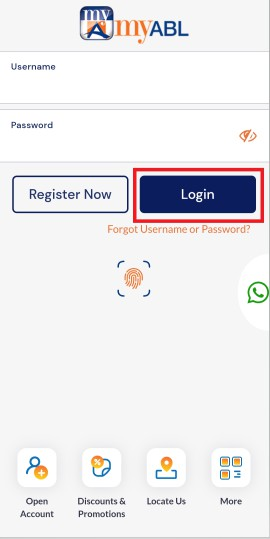 my
myABL
Username
Password
Register Now
Login
Forgot Username or Password?
Open
Account
Discounts &
Promotions
Locate Us
More